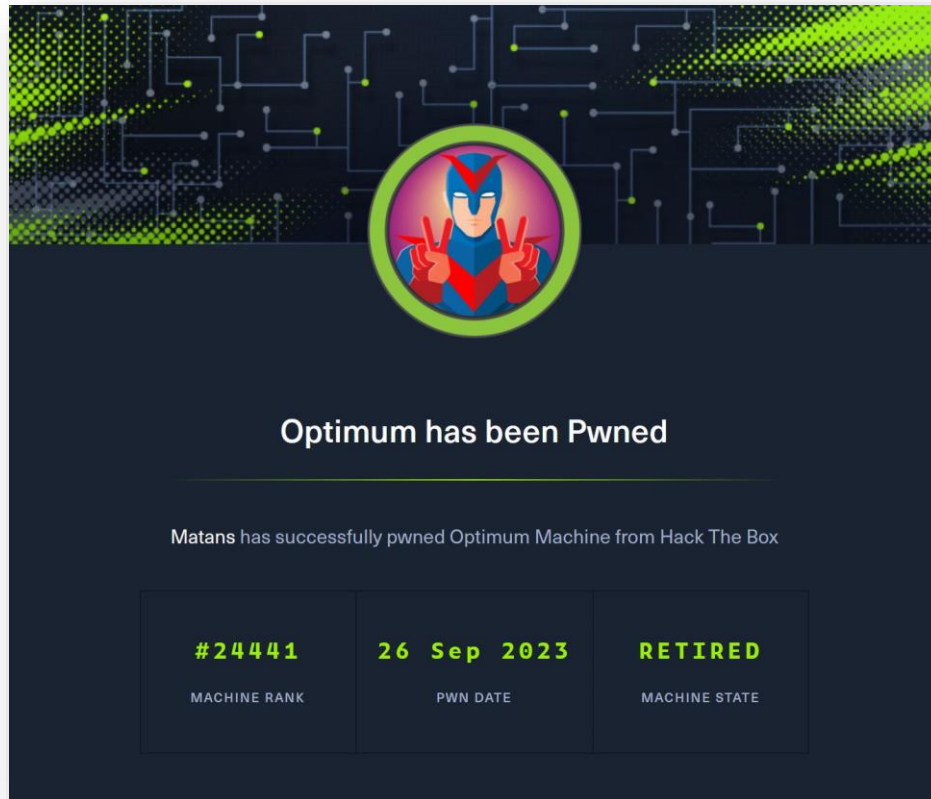 Optimum has been Pwned
Matans has successfully pwned Optimum Machine from Hack The Box
#24441
MACHINE RANK
26 Sep 2023
PWN DATE
RETIRED
MACHINE STATE